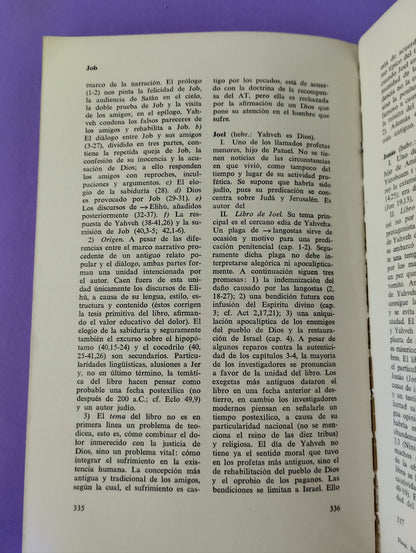 Job
marco de la narración. El prólogo
(1-2) nos pinta la felicidad de Job,
la audiencia de Satán en el cielo,
la doble prueba de Job y la visita
de los amigos; en el epílogo, Yah-
veh condena los falsos pareceres
de los amigos y rehabilita a Job. b)
El diálogo de Job y sus amigos
(3-27), dividido en tres partes, con-
tiene la repetida queja de Job, la
confesión de su inocencia y la acu-
sación de Dios; a ello responden
los amigos con reproches, incul-
paciones y argumentos. c) El elo-
gio de la sabiduría (28). d) Dios
es provocado por Job (29-31). e)
Los discursos de → Elihú, añadidos
posteriormente (32-37). f) La res-
puesta de Yahveh (38-41,26) y la su-
misión de Job (40,3-5; 42,1-6).
2) Origen. A pesar de las dife-
rencias entre el marco narrativo pro-
cedente de un antiguo relato popu-
lar y el diálogo, ambas partes for-
man una unidad intencionada por
el autor. Caen fuera de esta uni-
dad únicamente los discursos de Eli-
hú, a causa de su lengua, estilo, es-
tructura y contenido (éstos corrigen
la tesis primitiva del libro, afirman-
do el valor educativo del dolor). El
elogio de la sabiduría y seguramente
también el excurso sobre el hipopó-
tamo (40,15-24) y el cocodrilo (40,
25-41,26) son secundarios. Particu-
laridades lingüísticas, alusiones a Jer
y, no en último término, la temáti-
ca del libro hacen pensar como
probable una fecha postexílica (no
después de 200 a.C.; cf. Eclo 49,9)
y un autor judío.
3) El tema del libro no es en
primera línea un problema de teo-
dicea, esto es, cómo combinar el do-
lor inmerecido con la justicia de
Dios, sino un problema vital: cómo
integrar el sufrimiento en la exis-
tencia humana. La concepción más
antigua y tradicional de los amigos,
según la cual, el sufrimiento es cas-
335
tigo por los pecados, está de acuer-
do con la doctrina de la recompen-
sa del AT, pero ella es rechazada
por la afirmación de un Dios que
pone su atención en el hombre que
sufre.
Joel (hebr.: Yahveh es Dios).
I. Uno de los llamados profetas
menores, hijo de Patuel. No se tie-
nen noticias de las circunstancias
en que vivió, como tampoco del
tiempo y lugar de su actividad pro-
fética. Se supone que habría sido
judío, pues su predicación se con-
centra sobre Judá y Jerusalén. Es
autor del
II. Libro de Joel. Su tema prin-
cipal es el cercano «día de Yahveh».
Un plaga de → langostas sirve de
ocasión y motivo para una predica-
ción penitencial (cap. 1-2). Segura-
mente dicha plaga no debe inter-
pretarse alegórica ni apocalíptica-
mente. A continuación siguen tres
promesas: 1) la indemnización del
daño causado por las langostas (2,
18-27); 2) una bendición futura con
infusión del Espíritu divino (cap.
3; cf. Act 2,17.21); 3) una aniqui-
lación apocalíptica de los enemigos
del pueblo de Dios y la restaura-
ción de Israel (cap. 4). A pesar de
algunos reparos contra la autentici-
dad de los capítulos 3-4, la mayoría
de los investigadores se pronuncian
a favor de la unidad del libro. Los
exegetas más antiguos dataron el
libro en una fecha anterior al des-
tierro, en cambio los investigadores
modernos piensan en señalarle un
tiempo postexílico, a causa de su
particularidad nacional (no se men-
ciona el reino de las diez tribus)
y religiosa. El día de Yahveh no
tiene ya el sentido moral que tuvo
en los profetas más antiguos, sino el
de rehabilitación del pueblo de Dios
y el oprobio de los paganos. Las
bendiciones se limitan a Israel. Ello
336
337